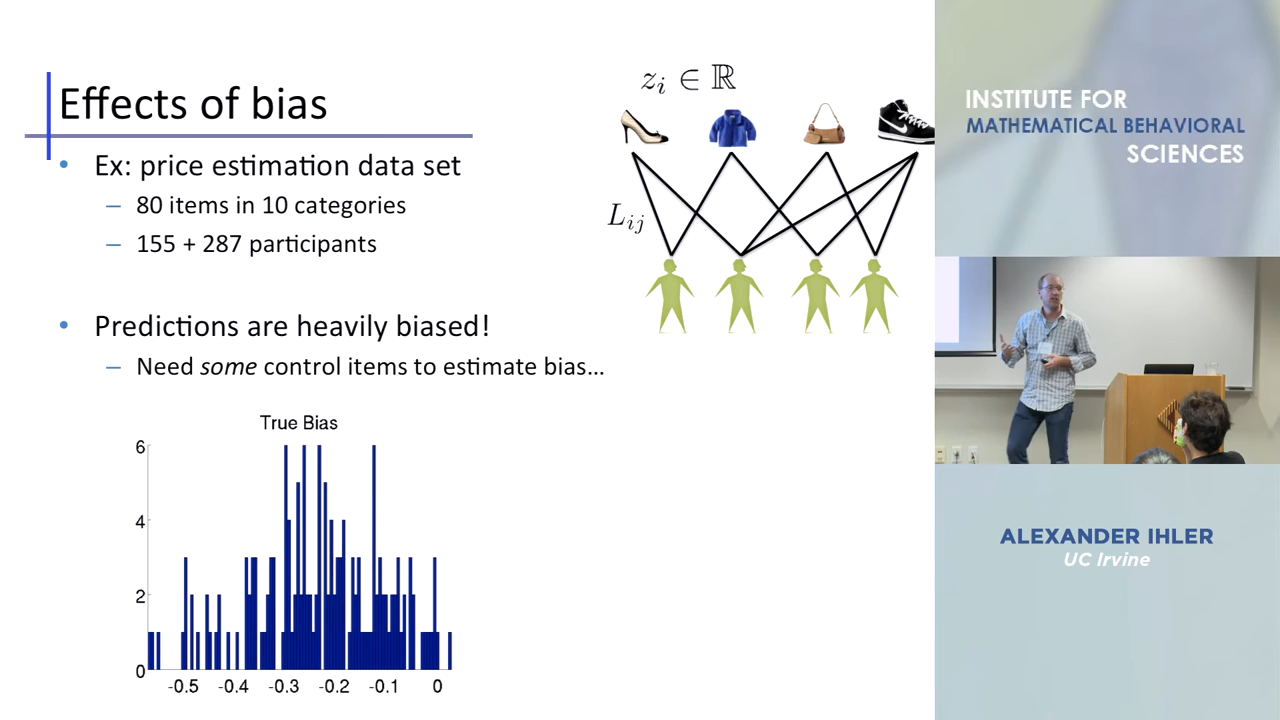 Effects of bias
• Ex: price estimation data set
– 80 items in 10 categories
– 155 + 287 participants
• Predictions are heavily biased!
– Need some control items to estimate bias…
z_i ∈ ℝ
L_ij
True Bias
6
4
2
0
-0.5 -0.4 -0.3 -0.2 -0.1 0
INSTITUTE FOR
MATHEMATICAL BEHAVIORAL
SCIENCES
ALEXANDER IHLER
UC Irvine